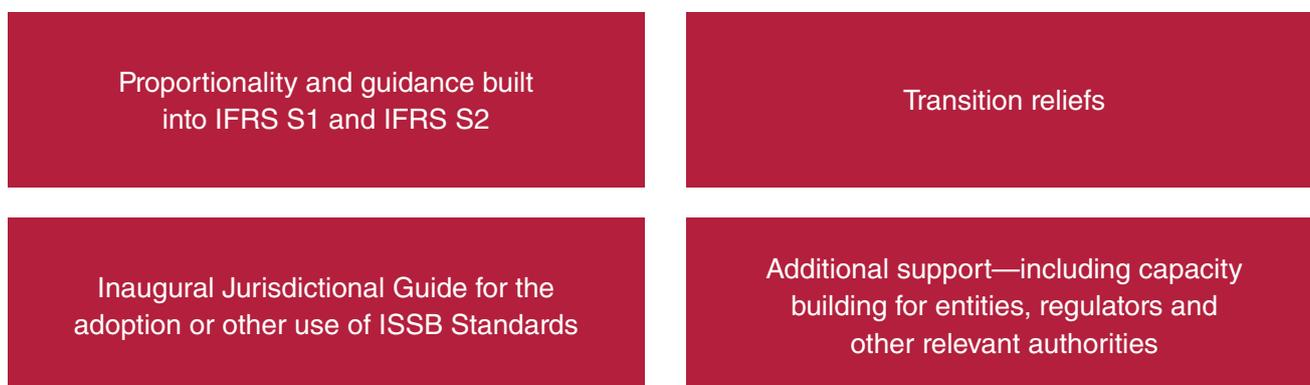 Proportionality and guidance built
into IFRS S1 and IFRS S2
Transition reliefs
Inaugural Jurisdictional Guide for the
adoption or other use of ISSB Standards
Additional support—including capacity
building for entities, regulators and
other relevant authorities